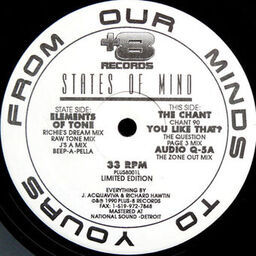 FROM OUR MINDS TO YOURS
+8
RECORDS
STATES OF MIND
STATE SIDE:
ELEMENTS
OF TONE
RICHIE'S DREAM MIX
RAW TONE MIX
J'S A MIX
BEEP-A-PELLA
THIS SIDE:
THE CHANT
CHANT 90
YOU LIKE THAT?
THE QUESTION
PAGE 3 MIX
AUDIO Q-5A
THE ZONE OUT MIX
33 RPM
PLUS6001L
LIMITED EDITION
EVERYTHING BY
J. ACQUAVIVA & RICHARD HAWTIN
©℗ 1990 PLUS-8 RECORDS
FAX: 1-519-972-7848
MASTERED AT
NATIONAL SOUND -DETROIT